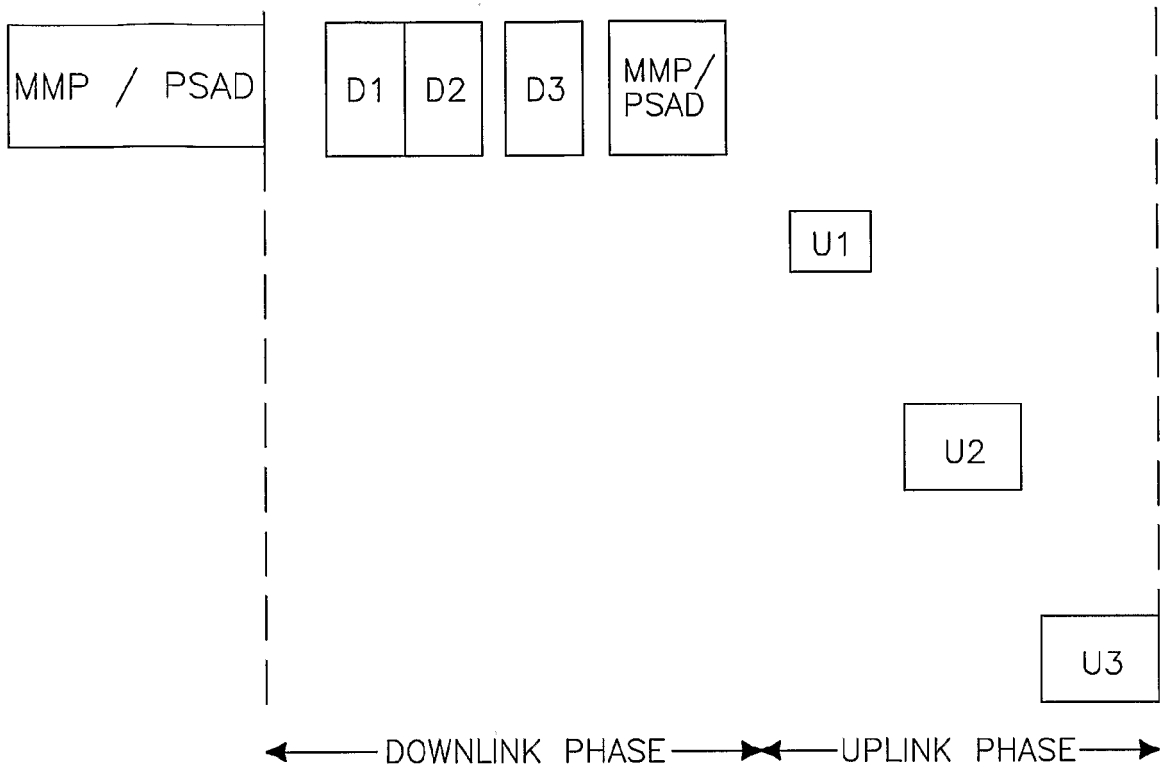 MMP / PSAD
D1
D2
D3
MMP/
PSAD
U1
U2
U3
DOWNLINK PHASE
UPLINK PHASE